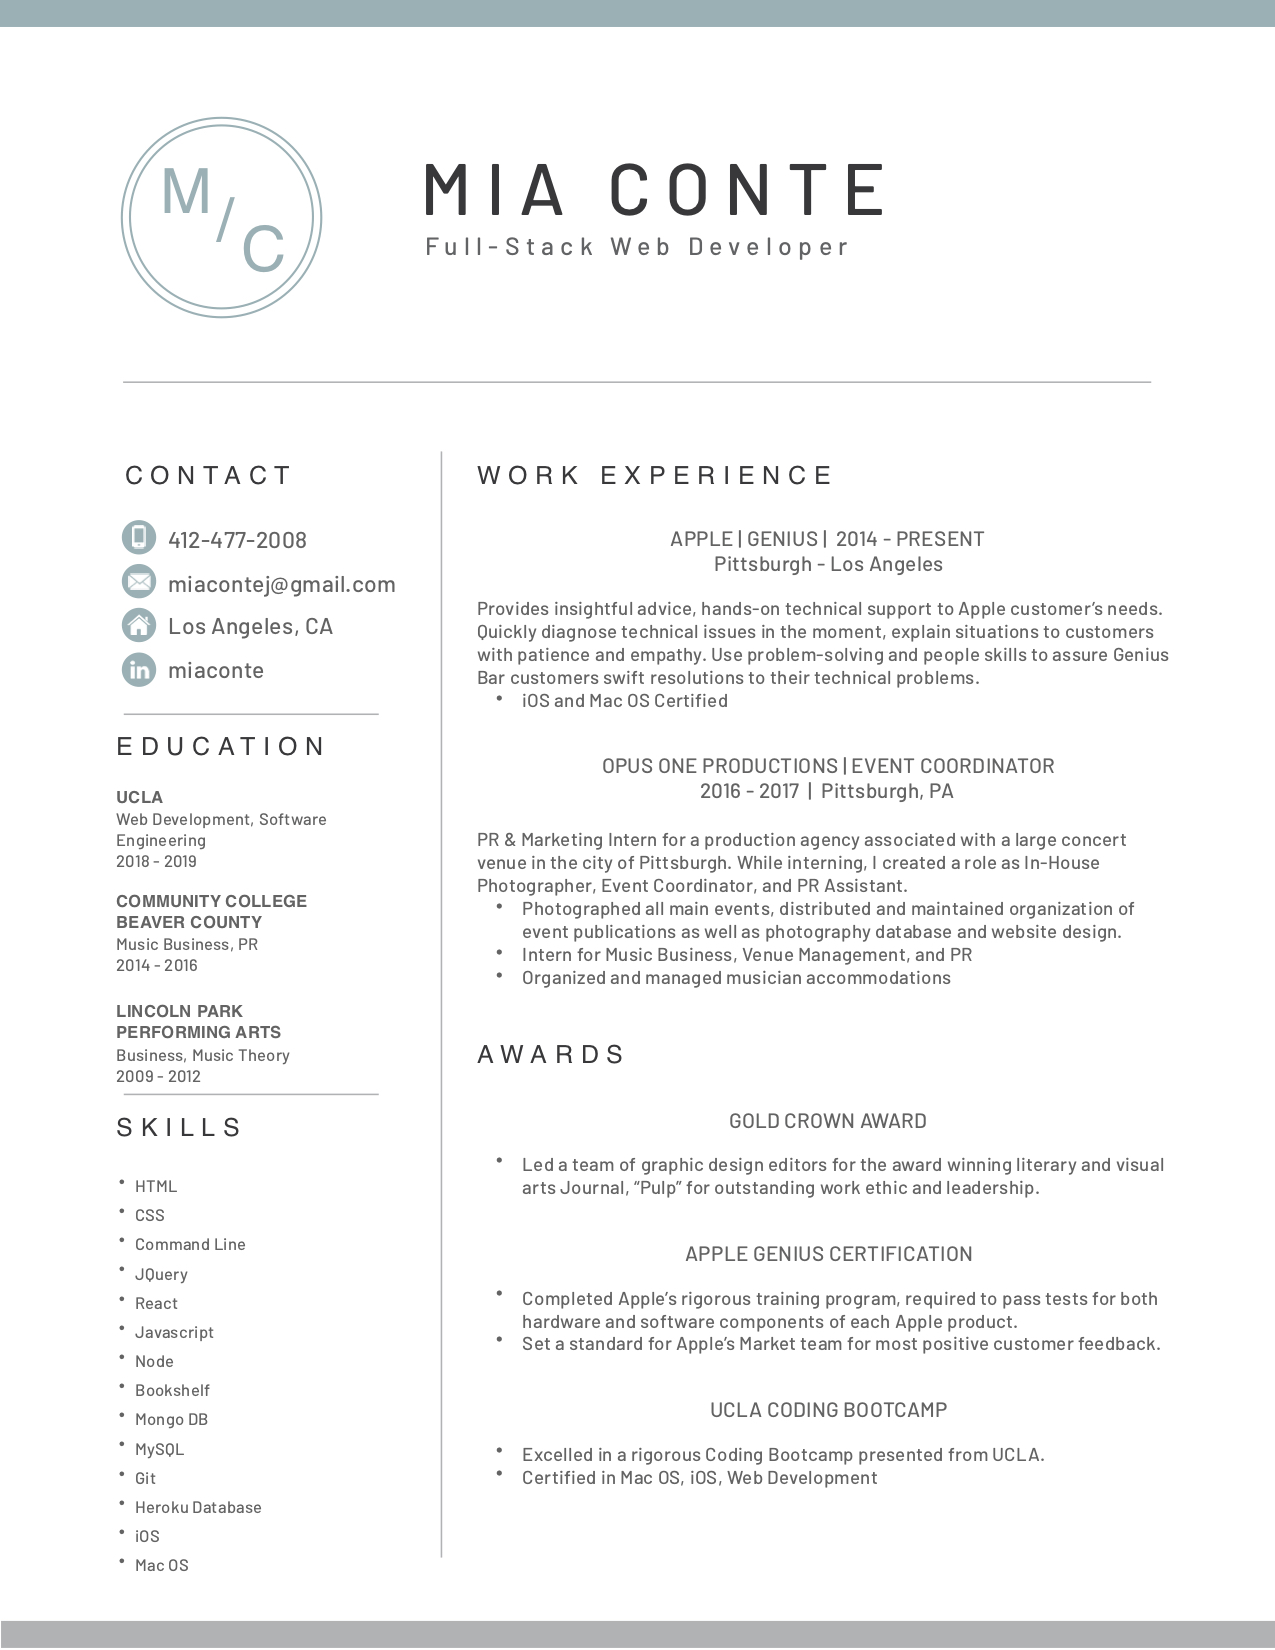 M/C
MIA CONTE
Full-Stack Web Developer
CONTACT
412-477-2008
miacontej@gmail.com
Los Angeles, CA
in miaconte
EDUCATION
UCLA
Web Development, Software
Engineering
2018 - 2019
COMMUNITY COLLEGE
BEAVER COUNTY
Music Business, PR
2014 - 2016
LINCOLN PARK
PERFORMING ARTS
Business, Music Theory
2009 - 2012
SKILLS
• HTML
• CSS
• Command Line
• JQuery
• React
• Javascript
• Node
• Bookshelf
• Mongo DB
• MySQL
• Git
• Heroku Database
• iOS
• Mac OS
WORK EXPERIENCE
APPLE | GENIUS | 2014 - PRESENT
Pittsburgh - Los Angeles
Provides insightful advice, hands-on technical support to Apple customer’s needs.
Quickly diagnose technical issues in the moment, explain situations to customers
with patience and empathy. Use problem-solving and people skills to assure Genius
Bar customers swift resolutions to their technical problems.
• iOS and Mac OS Certified
OPUS ONE PRODUCTIONS | EVENT COORDINATOR
2016 - 2017 | Pittsburgh, PA
PR & Marketing Intern for a production agency associated with a large concert
venue in the city of Pittsburgh. While interning, I created a role as In-House
Photographer, Event Coordinator, and PR Assistant.
• Photographed all main events, distributed and maintained organization of
event publications as well as photography database and website design.
• Intern for Music Business, Venue Management, and PR
• Organized and managed musician accommodations
AWARDS
GOLD CROWN AWARD
• Led a team of graphic design editors for the award winning literary and visual
arts Journal, “Pulp” for outstanding work ethic and leadership.
APPLE GENIUS CERTIFICATION
• Completed Apple’s rigorous training program, required to pass tests for both
hardware and software components of each Apple product.
• Set a standard for Apple’s Market team for most positive customer feedback.
UCLA CODING BOOTCAMP
• Excelled in a rigorous Coding Bootcamp presented from UCLA.
• Certified in Mac OS, iOS, Web Development